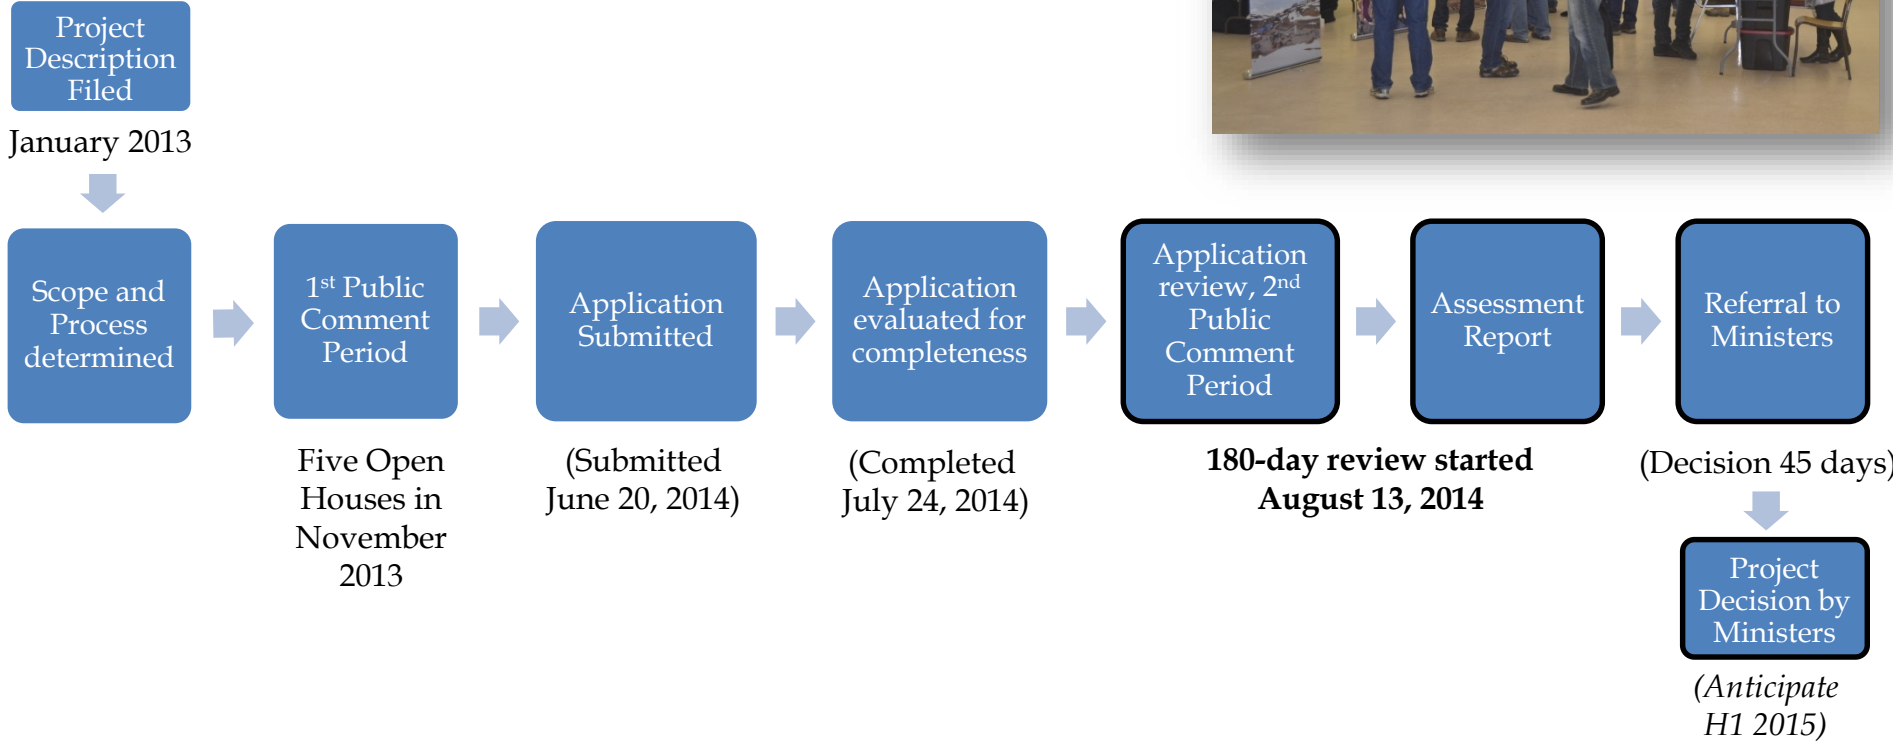 Project
Description
Filed
January 2013
Scope and
Process
determined
1st Public
Comment
Period
Five Open
Houses in
November
2013
Application
Submitted
(Submitted
June 20, 2014)
Application
evaluated for
completeness
(Completed
July 24, 2014)
Application
review, 2nd
Public
Comment
Period
Assessment
Report
180-day review started
August 13, 2014
Referral to
Ministers
(Decision 45 days)
Project
Decision by
Ministers
(Anticipate
H1 2015)